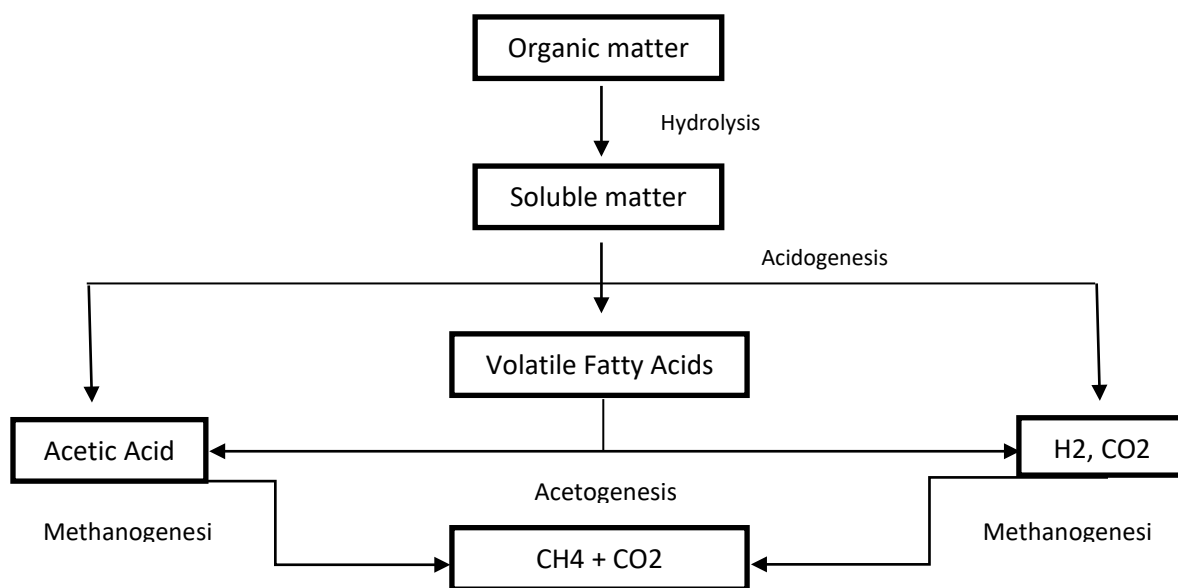 Organic matter
Hydrolysis
Soluble matter
Acidogenesis
Volatile Fatty Acids
Acetic Acid
H2, CO2
Acetogenesis
Methanogenesi
Methanogenesi
CH4 + CO2